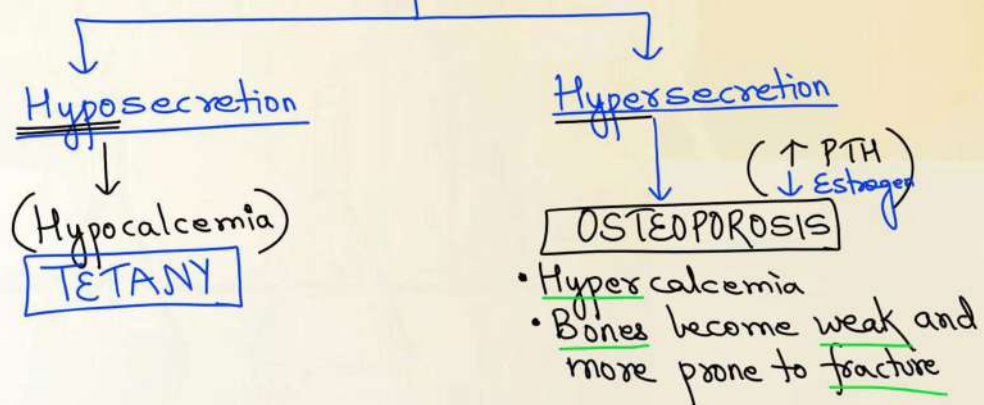 Hyposecretion
Hypersecretion
(↑ PTH
↓ Estrogen)
(Hypocalcemia)
OSTEOPOROSIS
TETANY
• Hypercalcemia
• Bones become weak and
more prone to fracture